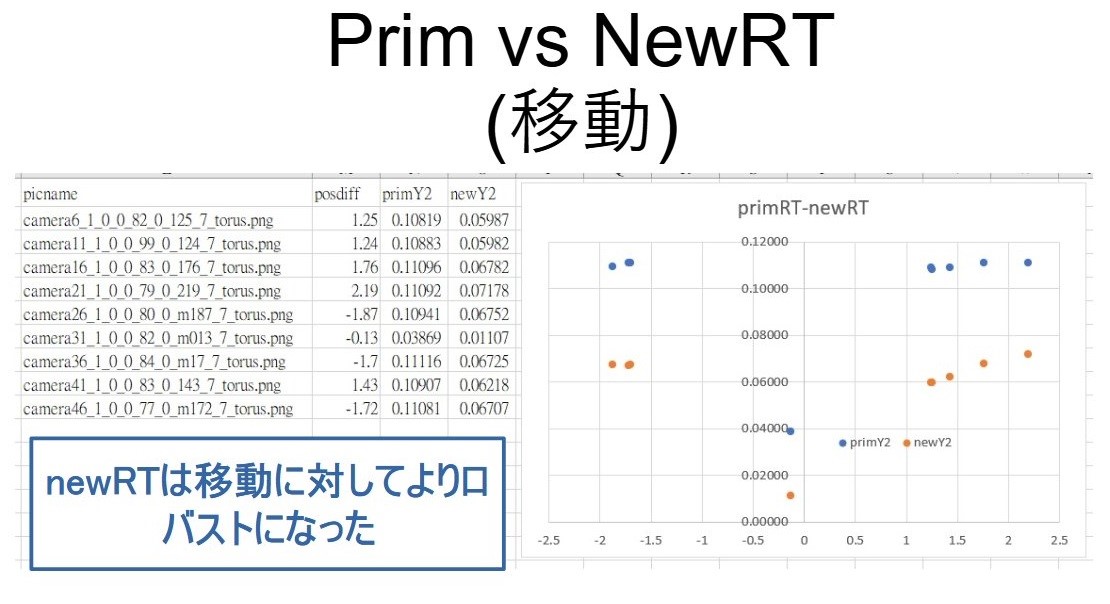 Prim vs NewRT
(移動)
picname posdiff primY2 newY2
camera6_1_0_0_82_0_125_7_torus.png 1.25 0.10819 0.05987
camera11_1_0_0_99_0_124_7_torus.png 1.24 0.10883 0.05982
camera16_1_0_0_83_0_176_7_torus.png 1.76 0.11096 0.06782
camera21_1_0_0_79_0_219_7_torus.png 2.19 0.11092 0.07178
camera26_1_0_0_80_0_m187_7_torus.png -1.87 0.10941 0.06752
camera31_1_0_0_82_0_m013_7_torus.png -0.13 0.03869 0.01107
camera36_1_0_0_84_0_m17_7_torus.png -1.7 0.11116 0.06725
camera41_1_0_0_83_0_143_7_torus.png 1.43 0.10907 0.06218
camera46_1_0_0_77_0_m172_7_torus.png -1.72 0.11081 0.06707
newRTは移動に対してよりロ
バストになった
primRT-newRT
0.12000
0.10000
0.08000
0.06000
0.04000
primY2 newY2
0.02000
0.00000
-2.5 -2 -1.5 -1 -0.5 0 0.5 1 1.5 2 2.5